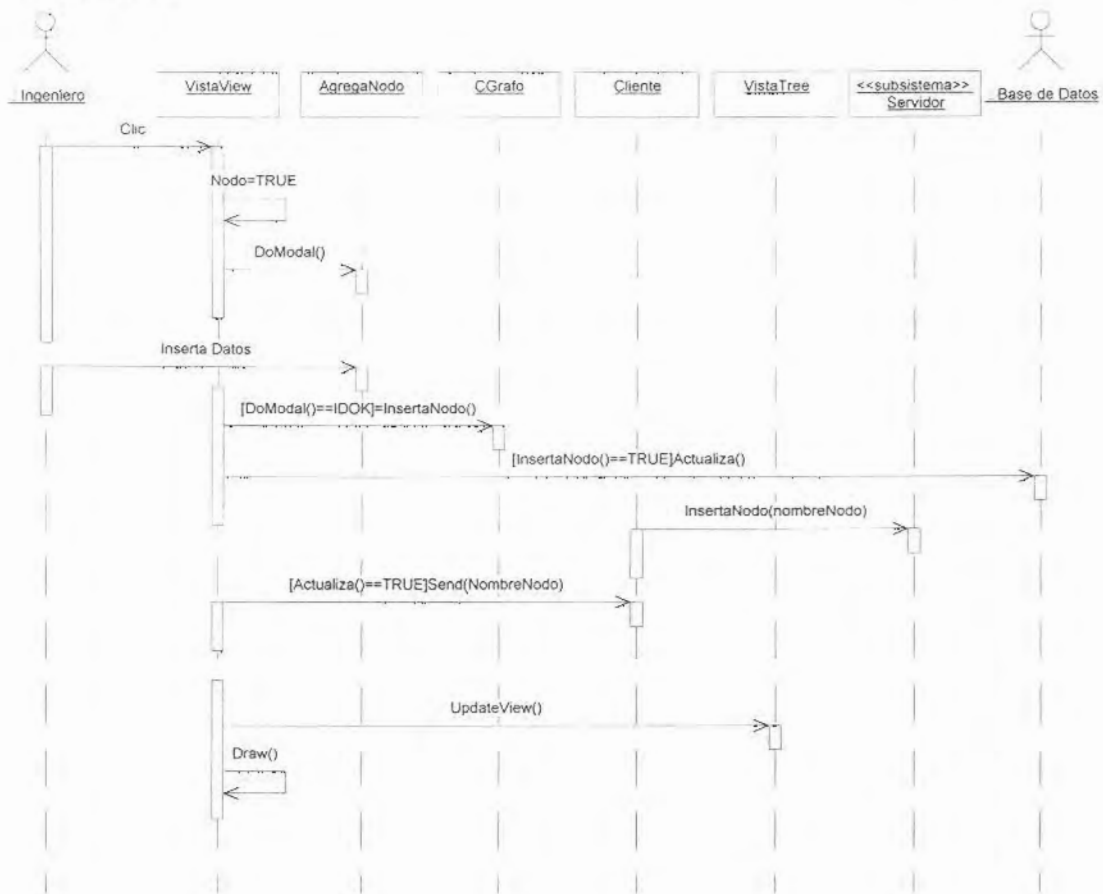 Ingeniero
VistaView
AgregaNodo
CGrafo
Cliente
VistaTree
<<subsistema>>
Servidor
Base de Datos
Clic
Nodo=TRUE
DoModal()
Inserta Datos
[DoModal()==IDOK]=InsertaNodo()
[InsertaNodo()==TRUE]Actualiza()
InsertaNodo(nombreNodo)
[Actualiza()==TRUE]Send(NombreNodo)
UpdateView()
Draw()